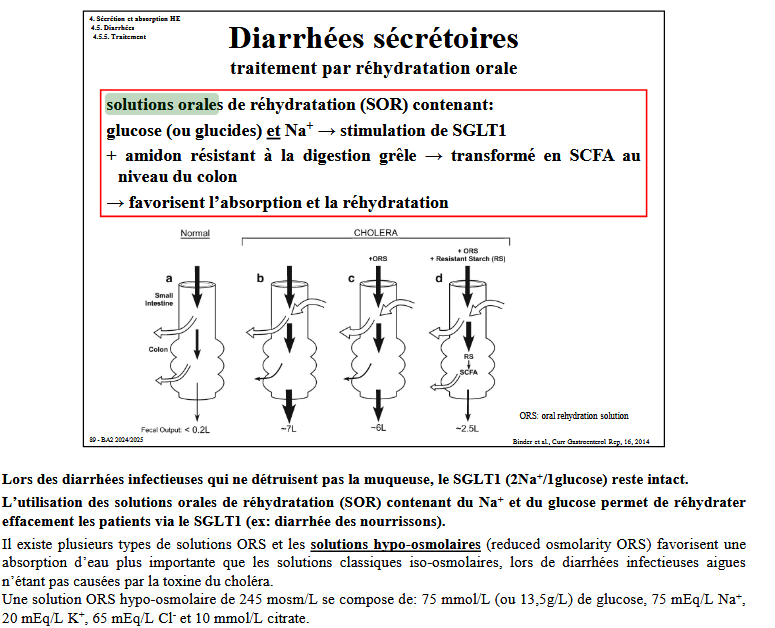 4. Sécrétion et absorption HE
4.5. Diarrhées
4.5.5. Traitement
Diarrhées sécrétoires
traitement par réhydratation orale
solutions orales de réhydratation (SOR) contenant:
glucose (ou glucides) et Na⁺ → stimulation de SGLT1
+ amidon résistant à la digestion grêle → transformé en SCFA au
niveau du colon
→ favorisent l’absorption et la réhydratation
Normal
CHOLERA
+ORS
+ ORS
+ Resistant Starch (RS)
a
b
c
d
Small
Intestine
Colon
RS
SCFA
Fecal Output: < 0.2L
~7L
~6L
~2.5L
ORS: oral rehydration solution
89 - BA2 2024/2025
Binder et al., Curr Gastroenterol Rep, 16, 2014
Lors des diarrhées infectieuses qui ne détruisent pas la muqueuse, le SGLT1 (2Na⁺/1glucose) reste intact.
L’utilisation des solutions orales de réhydratation (SOR) contenant du Na⁺ et du glucose permet de réhydrater
effacement les patients via le SGLT1 (ex: diarrhée des nourrissons).
Il existe plusieurs types de solutions ORS et les solutions hypo-osmolaires (reduced osmolarity ORS) favorisent une
absorption d’eau plus importante que les solutions classiques iso-osmolaires, lors de diarrhées infectieuses aigues
n’étant pas causées par la toxine du choléra.
Une solution ORS hypo-osmolaire de 245 mosm/L se compose de: 75 mmol/L (ou 13,5g/L) de glucose, 75 mEq/L Na⁺,
20 mEq/L K⁺, 65 mEq/L Cl⁻ et 10 mmol/L citrate.